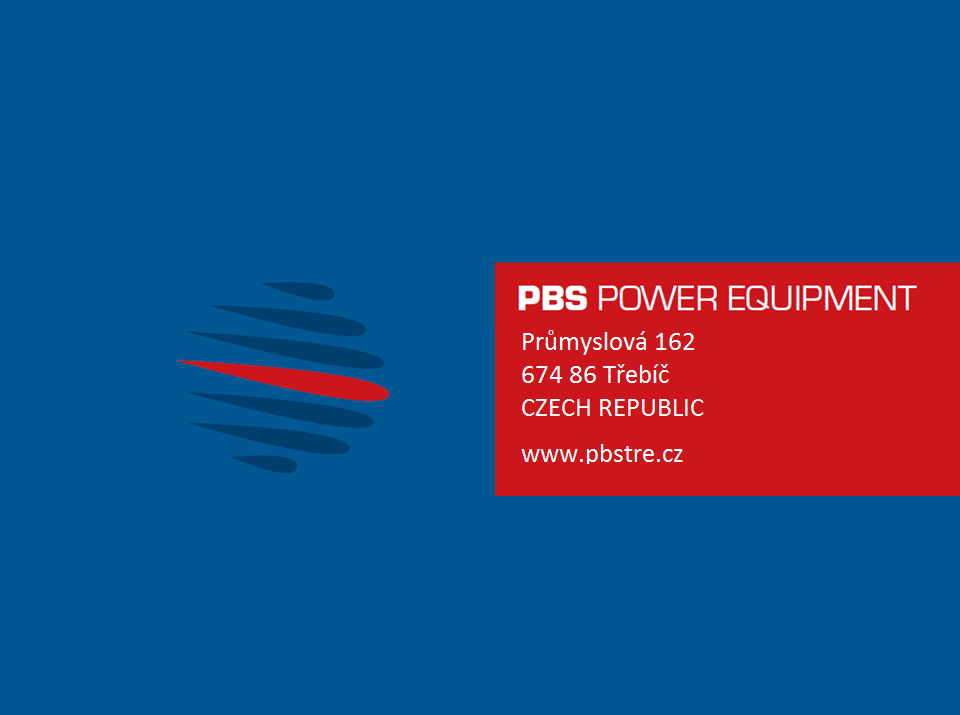 PBS POWER EQUIPMENT
Průmyslová 162
674 86 Třebíč
CZECH REPUBLIC
www.pbstre.cz